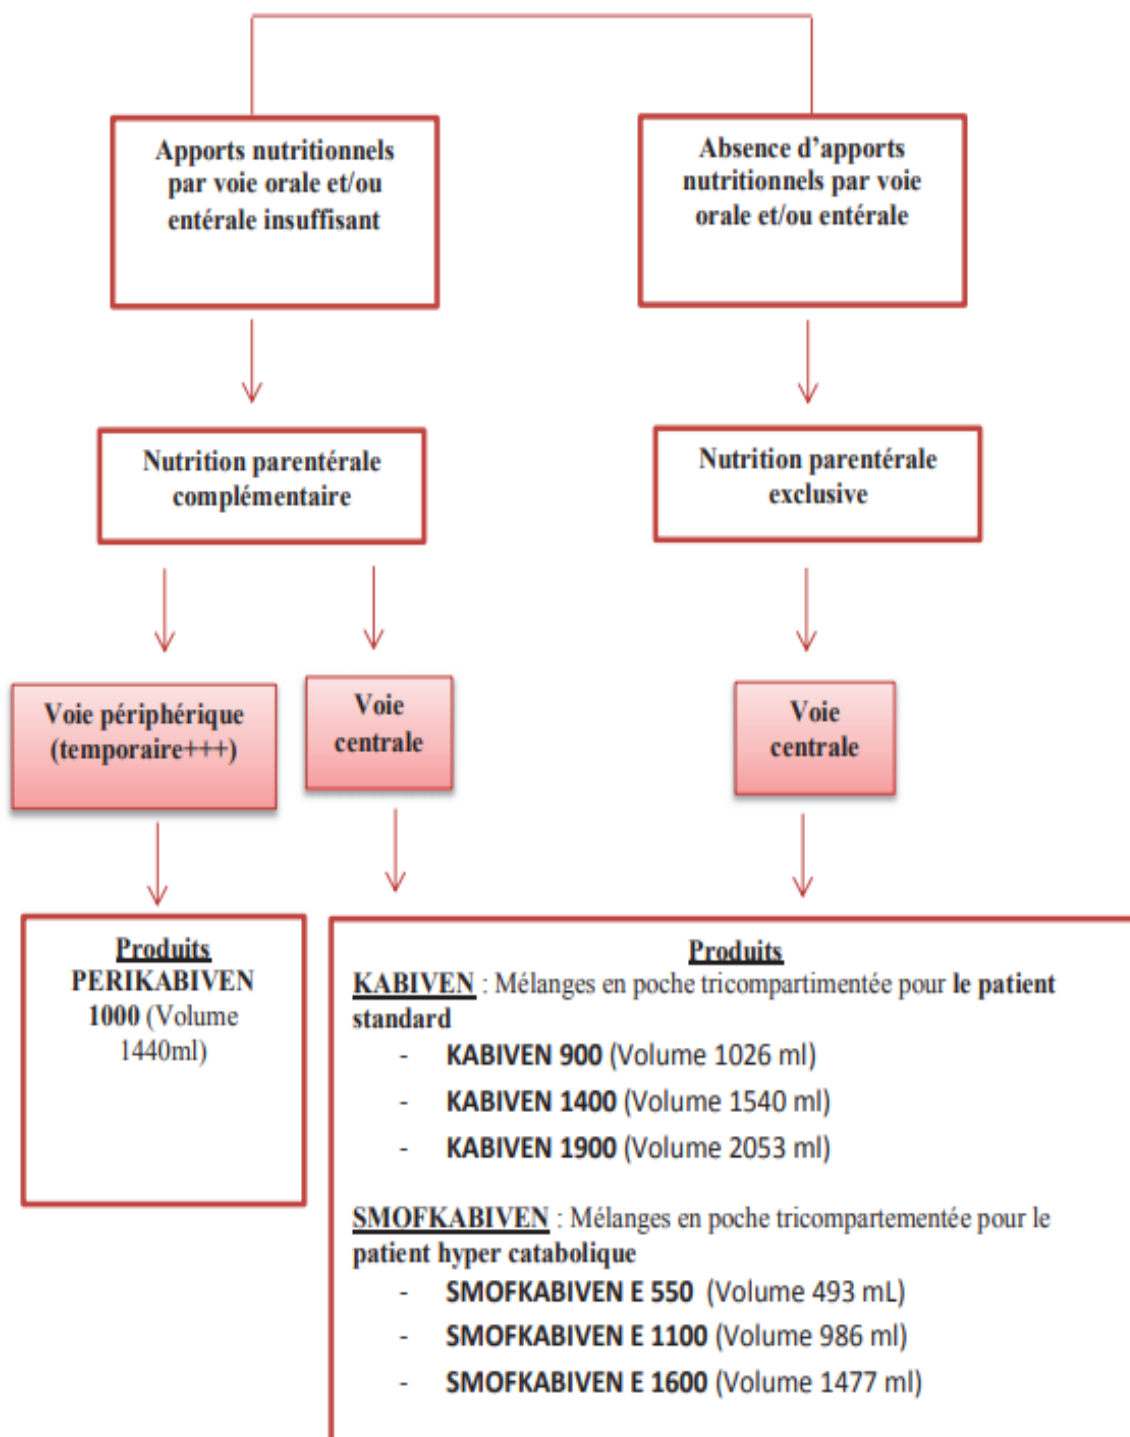 Apports nutritionnels
par voie orale et/ou
entérale insuffisant
Absence d'apports
nutritionnels par voie
orale et/ou entérale
Nutrition parentérale
complémentaire
Nutrition parentérale
exclusive
Voie périphérique
(temporaire+++)
Voie
centrale
Voie
centrale
Produits
PERIKABIVEN
1000 (Volume
1440ml)
Produits
KABIVEN : Mélanges en poche tricompartimentée pour le patient
standard
- KABIVEN 900 (Volume 1026 ml)
- KABIVEN 1400 (Volume 1540 ml)
- KABIVEN 1900 (Volume 2053 ml)
SMOFKABIVEN : Mélanges en poche tricompartementée pour le
patient hyper catabolique
- SMOFKABIVEN E 550 (Volume 493 mL)
- SMOFKABIVEN E 1100 (Volume 986 ml)
- SMOFKABIVEN E 1600 (Volume 1477 ml)